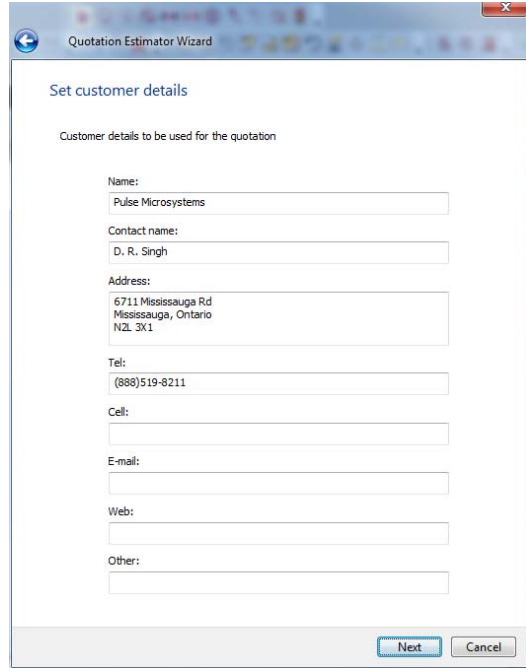 Quotation Estimator Wizard
Set customer details
Customer details to be used for the quotation
Name:
Pulse Microsystems
Contact name:
D. R. Singh
Address:
6711 Mississauga Rd
Mississauga, Ontario
N2L 3X1
Tel:
(888)519-8211
Cell:
E-mail:
Web:
Other:
Next
Cancel